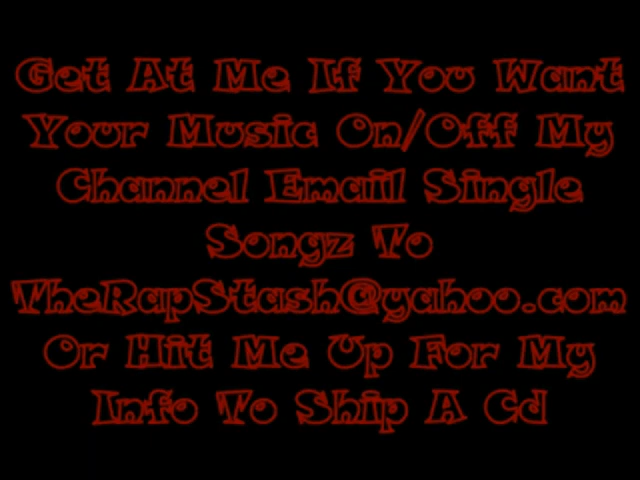 Get At Me If You Want
Your Music On/Off My
Channel Email Single
Songz To
TheRapStash@yahoo.com
Or Hit Me Up For My
Info To Ship A Cd